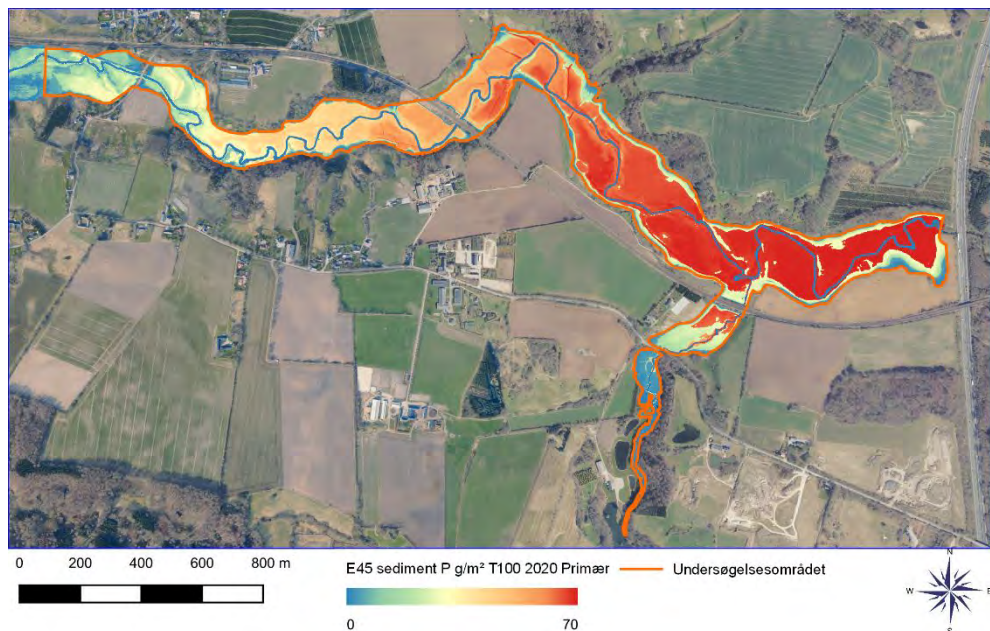 0 200 400 600 800 m
E45 sediment P g/m² T100 2020 Primær
Undersøgelsesområdet
0 70
N
W E
S